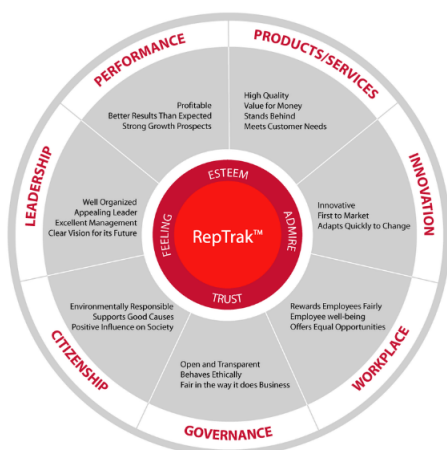 PERFORMANCE
Profitable
Better Results Than Expected
Strong Growth Prospects
PRODUCTS/SERVICES
High Quality
Value for Money
Stands Behind
Meets Customer Needs
INNOVATION
Innovative
First to Market
Adapts Quickly to Change
WORKPLACE
Rewards Employees Fairly
Employee well-being
Offers Equal Opportunities
GOVERNANCE
Open and Transparent
Behaves Ethically
Fair in the way it does Business
CITIZENSHIP
Environmentally Responsible
Supports Good Causes
Positive Influence on Society
LEADERSHIP
Well Organized
Appealing Leader
Excellent Management
Clear Vision for its Future
ESTEEM
ADMIRE
TRUST
FEELING
RepTrak™